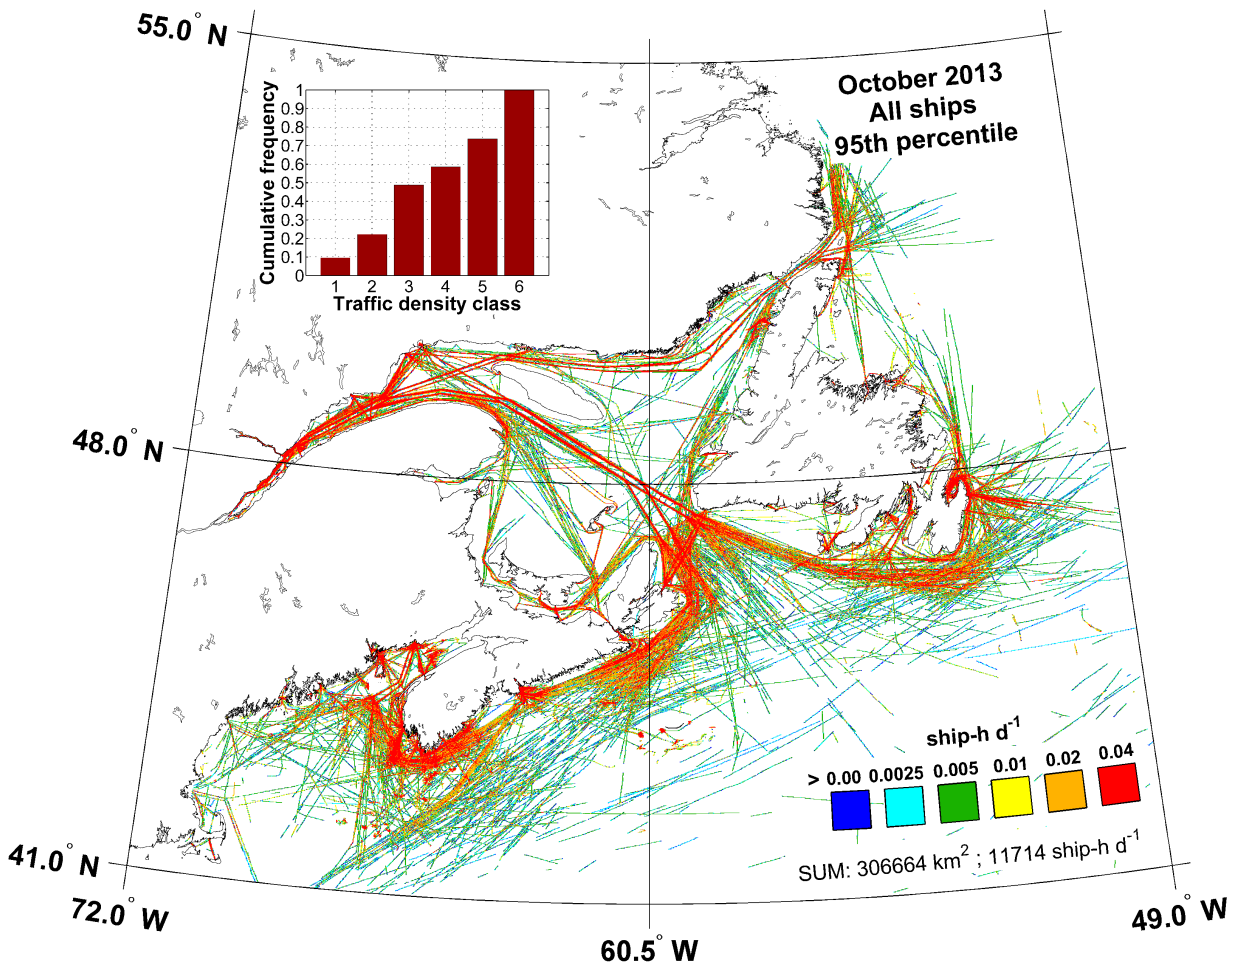 55.0° N
October 2013
All ships
95th percentile
Cumulative frequency
1
0.9
0.8
0.7
0.6
0.5
0.4
0.3
0.2
0.1
0
1 2 3 4 5 6
Traffic density class
48.0° N
ship-h d⁻¹
> 0.00 0.0025 0.005 0.01 0.02 0.04
SUM: 306664 km² ; 11714 ship-h d⁻¹
41.0° N
72.0° W
60.5° W
49.0° W